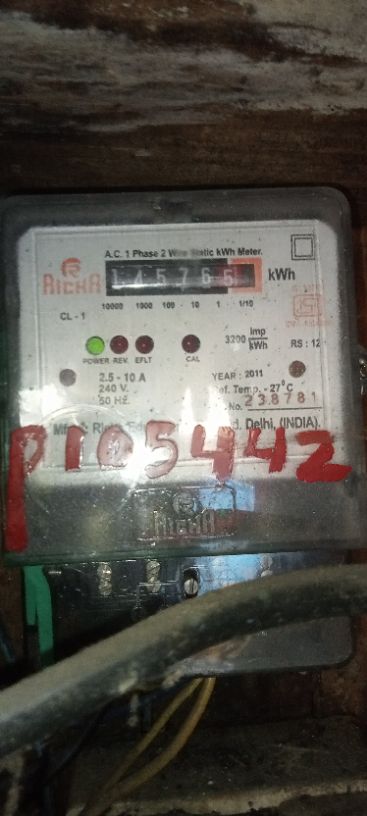 A.C. 1 Phase 2 Wire Static kWh Meter.
RICHA
145765
kWh
10000 1000 100 10 1 1/10
CL - 1
3200 imp/kWh
RS : 12
POWER REV. EFLT CAL
2.5 - 10 A
240 V.
50 Hz.
YEAR : 2011
Ref. Temp. - 27°C
No. 238781
Delhi, (INDIA).
P105442
RICHA